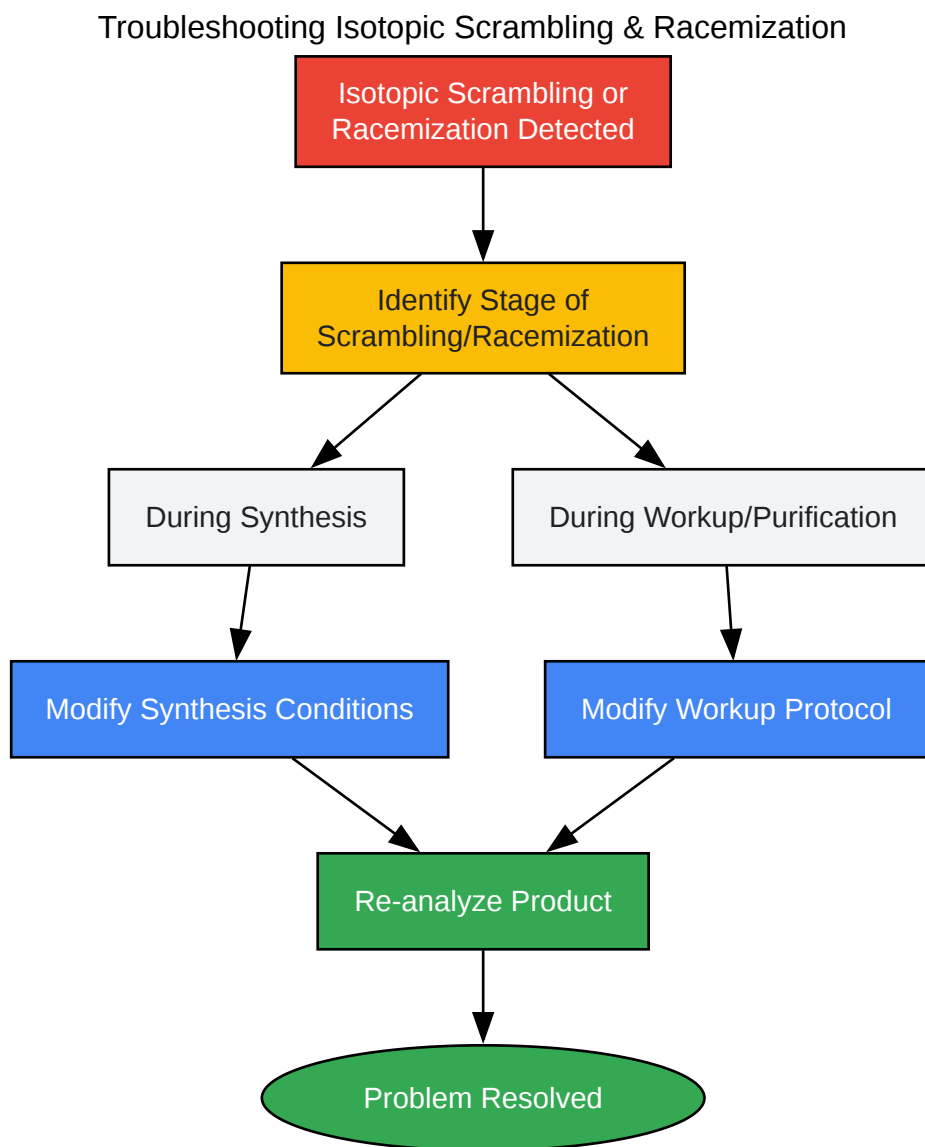 Troubleshooting Isotopic Scrambling & Racemization
Isotopic Scrambling or
Racemization Detected
Identify Stage of
Scrambling/Racemization
During Synthesis
During Workup/Purification
Modify Synthesis Conditions
Modify Workup Protocol
Re-analyze Product
Problem Resolved